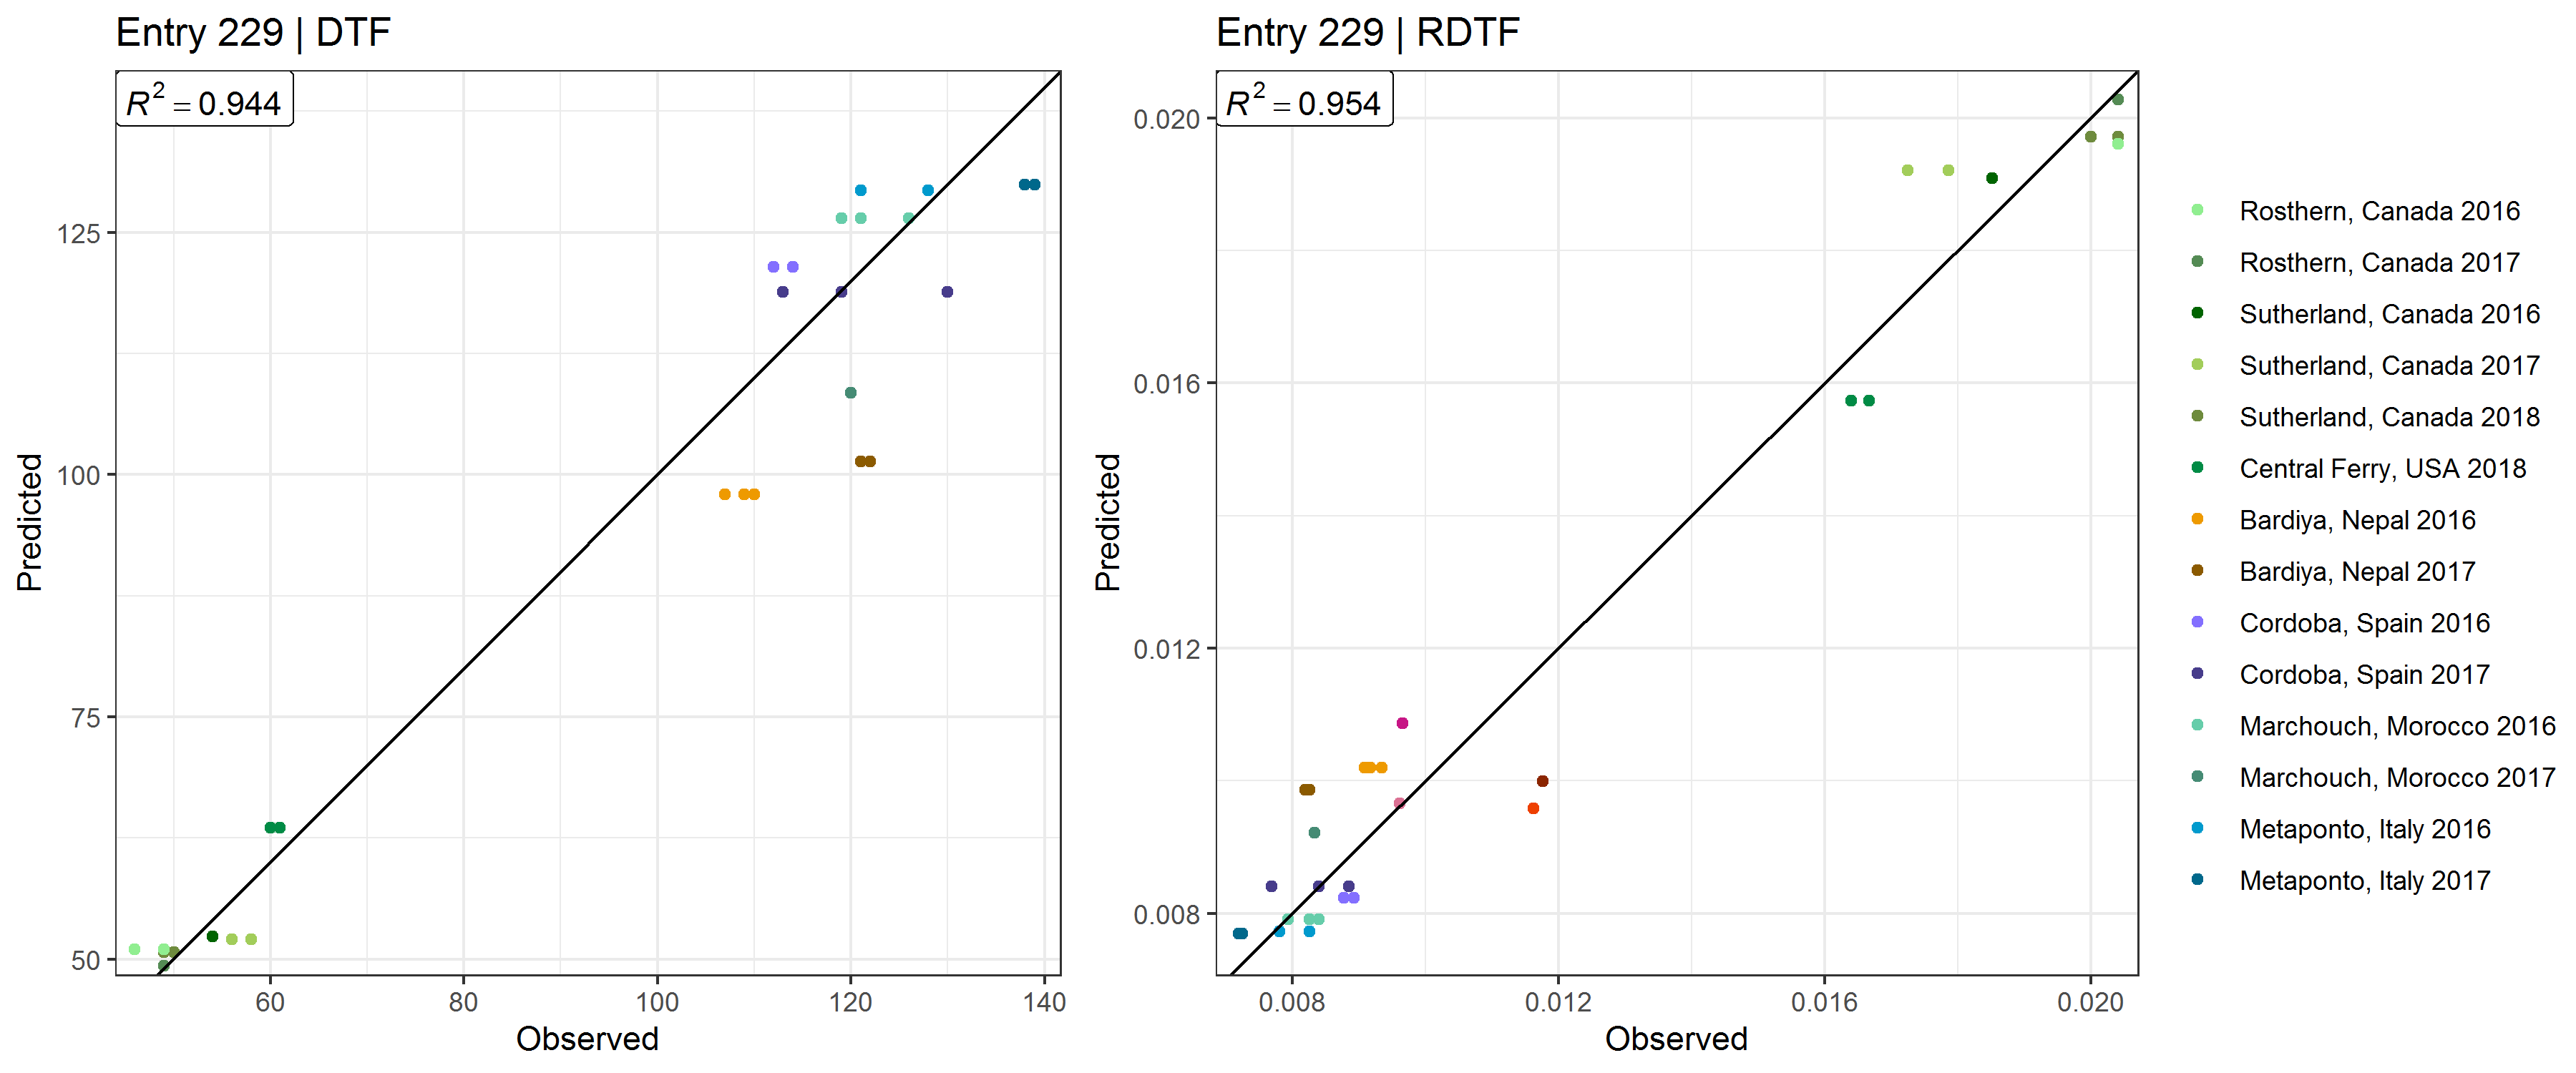 Entry 229 | DTF
R² = 0.944
125
100
75
50
Predicted
60 80 100 120 140
Observed
Entry 229 | RDTF
R² = 0.954
0.020
0.016
0.012
0.008
Predicted
0.008 0.012 0.016 0.020
Observed
Rosthern, Canada 2016
Rosthern, Canada 2017
Sutherland, Canada 2016
Sutherland, Canada 2017
Sutherland, Canada 2018
Central Ferry, USA 2018
Bardiya, Nepal 2016
Bardiya, Nepal 2017
Cordoba, Spain 2016
Cordoba, Spain 2017
Marchouch, Morocco 2016
Marchouch, Morocco 2017
Metaponto, Italy 2016
Metaponto, Italy 2017